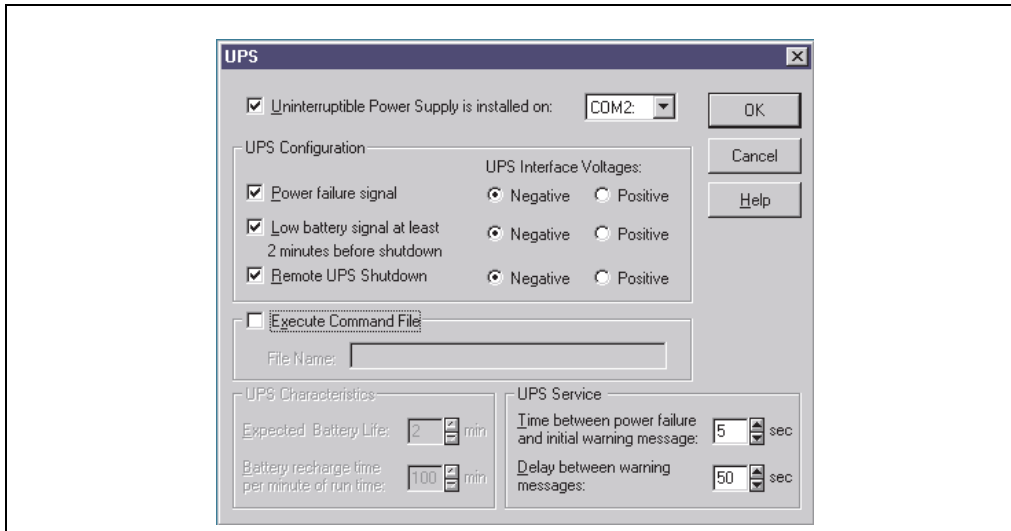 UPS
Uninterruptible Power Supply is installed on: COM2:
OK
Cancel
Help
UPS Configuration
UPS Interface Voltages:
Power failure signal Negative Positive
Low battery signal at least
2 minutes before shutdown Negative Positive
Remote UPS Shutdown Negative Positive
Execute Command File
File Name:
UPS Characteristics
Expected Battery Life: 2 min
Battery recharge time
per minute of run time: 100 min
UPS Service
Time between power failure
and initial warning message: 5 sec
Delay between warning
messages: 50 sec